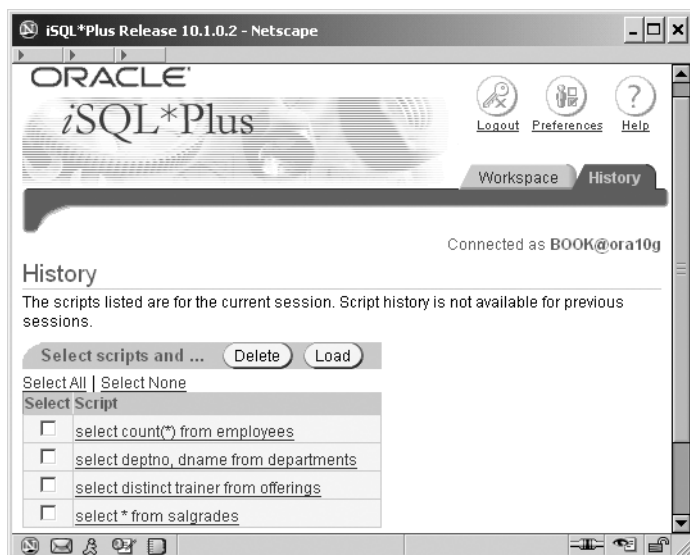 iSQL*Plus Release 10.1.0.2 - Netscape
ORACLE
iSQL*Plus
Logout Preferences Help
Workspace History
Connected as BOOK@ora10g
History
The scripts listed are for the current session. Script history is not available for previous
sessions.
Select scripts and ... Delete Load
Select All | Select None
Select Script
select count(*) from employees
select deptno, dname from departments
select distinct trainer from offerings
select * from salgrades